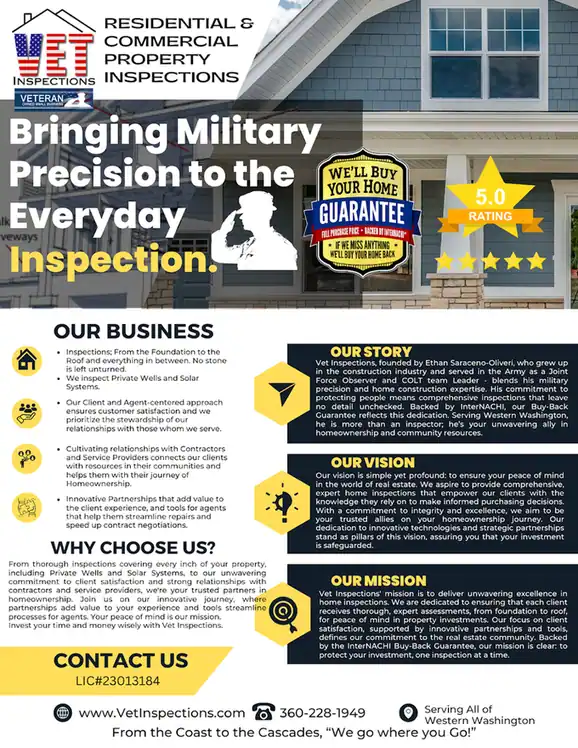 VET
INSPECTIONS
VETERAN
OWNED SMALL BUSINESS
RESIDENTIAL &
COMMERCIAL
PROPERTY
INSPECTIONS
Bringing Military
Precision to the
Everyday
Inspection.
WE'LL BUY
YOUR HOME
GUARANTEE
FULL PURCHASE PRICE • BACKED BY INTERNACHI
• IF WE MISS ANYTHING •
WE'LL BUY YOUR HOME BACK
5.0
RATING
veways
OUR BUSINESS
• Inspections; From the Foundation to the
Roof and everything in between. No stone
is left unturned.
• We inspect Private Wells and Solar
Systems.
• Our Client and Agent-centered approach
ensures customer satisfaction and we
prioritize the stewardship of our
relationships with those whom we serve.
• Cultivating relationships with Contractors
and Service Providers connects our clients
with resources in their communities and
helps them with their journey of
Homeownership.
• Innovative Partnerships that add value to
the client experience, and tools for agents
that help them streamline repairs and
speed up contract negotiations.
WHY CHOOSE US?
From thorough inspections covering every inch of your property,
including Private Wells and Solar Systems, to our unwavering
commitment to client satisfaction and strong relationships with
contractors and service providers, we're your trusted partners in
homeownership. Join us on our innovative journey, where
partnerships add value to your experience and tools streamline
processes for agents. Your peace of mind is our mission.
Invest your time and money wisely with Vet Inspections.
OUR STORY
Vet Inspections, founded by Ethan Saraceno-Oliveri, who grew up
in the construction industry and served in the Army as a Joint
Force Observer and COLT team Leader - blends his military
precision and home construction expertise. His commitment to
protecting people means comprehensive inspections that leave
no detail unchecked. Backed by InterNACHI, our Buy-Back
Guarantee reflects this dedication. Serving Western Washington,
he is more than an inspector; he's your unwavering ally in
homeownership and community resources.
OUR VISION
Our vision is simple yet profound: to ensure your peace of mind
in the world of real estate. We aspire to provide comprehensive,
expert home inspections that empower our clients with the
knowledge they rely on to make informed purchasing decisions.
With a commitment to integrity and excellence, we aim to be
your trusted allies on your homeownership journey. Our
dedication to innovative technologies and strategic partnerships
stand as pillars of this vision, assuring you that your investment
is safeguarded.
OUR MISSION
Vet Inspections' mission is to deliver unwavering excellence in
home inspections. We are dedicated to ensuring that each client
receives thorough, expert assessments, from foundation to roof,
for peace of mind in property investments. Our focus on client
satisfaction, supported by innovative partnerships and tools,
defines our commitment to the real estate community. Backed
by the InterNACHI Buy-Back Guarantee, our mission is clear: to
protect your investment, one inspection at a time.
CONTACT US
LIC#23013184
www.VetInspections.com
360-228-1949
Serving All of
Western Washington
From the Coast to the Cascades, “We go where you Go!”